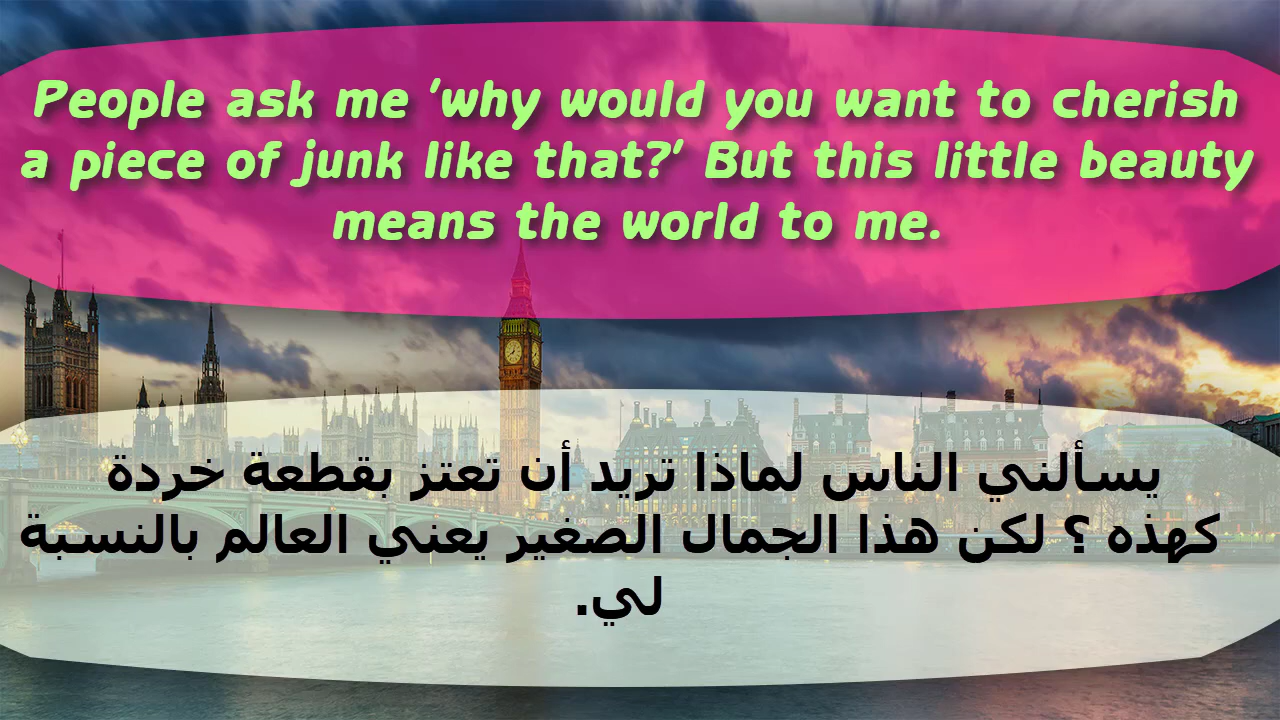 People ask me 'why would you want to cherish
a piece of junk like that?' But this little beauty
means the world to me.
يسألني الناس لماذا تريد أن تعتز بقطعة خردة
كهذه ؟ لكن هذا الجمال الصغير يعني العالم بالنسبة
لي.